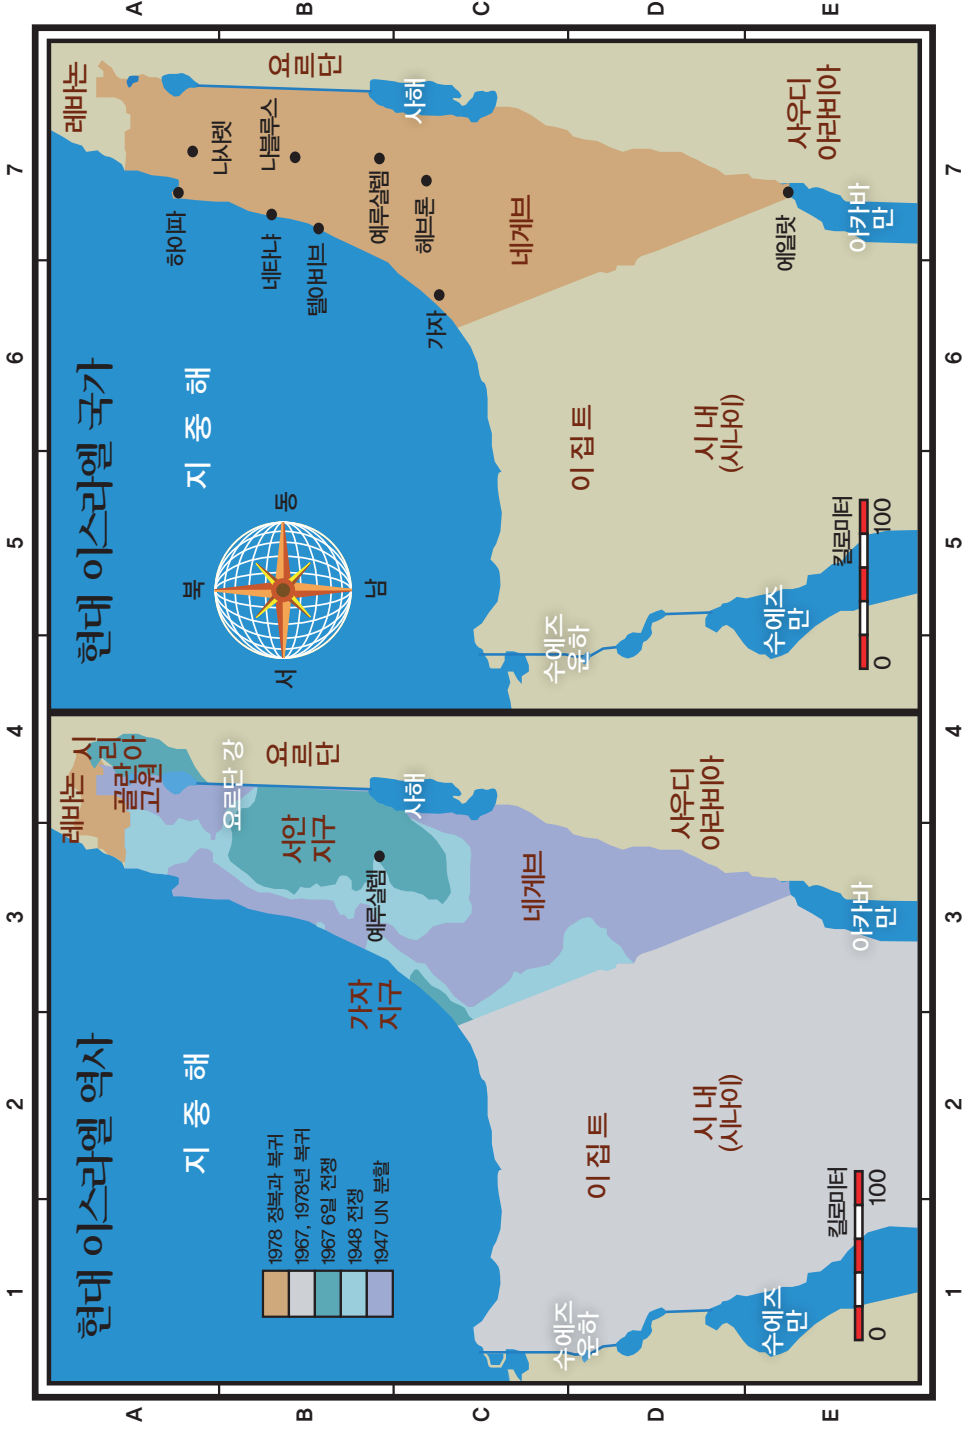 1 2 3 4 5 6 7
A
B
C
D
E
현대 이스라엘 역사
지 중 해
1978 정복과 복귀
1967, 1978년 복귀
1967 6일 전쟁
1948 전쟁
1947 UN 분할
레바논
시리아
골란
고원
요르단 강
요르단
서안
지구
예루살렘
가자
지구
사해
네게브
이 집 트
시 내
(시나이)
사우디
아라비아
수에즈
운하
수에즈
만
아카바
만
킬로미터
0 100
현대 이스라엘 국가
지 중 해
북
서
동
남
레바논
하이파
나사렛
네타냐
나블루스
텔아비브
요르단
예루살렘
헤브론
가자
사해
네게브
이 집 트
시 내
(시나이)
사우디
아라비아
에일랏
수에즈
운하
수에즈
만
아카바
만
킬로미터
0 100
A
B
C
D
E
1 2 3 4 5 6 7